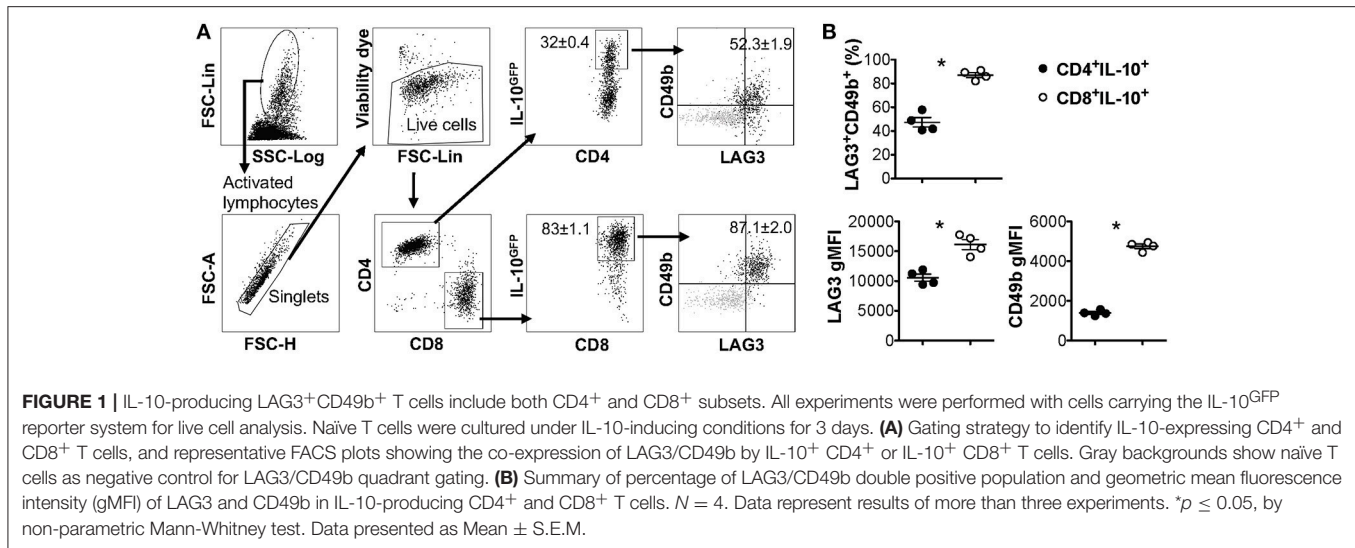 A
FSC-Lin
SSC-Log
Activated
lymphocytes
FSC-A
Singlets
FSC-H
Viability dye
Live cells
FSC-Lin
CD4
CD8
IL-10GFP
32±0.4
CD4
CD49b
52.3±1.9
LAG3
IL-10GFP
83±1.1
CD8
CD49b
87.1±2.0
LAG3
B
LAG3+CD49b+ (%)
100
80
60
40
20
0
*
CD4+IL-10+
CD8+IL-10+
LAG3 gMFI
20000
15000
10000
5000
0
*
CD49b gMFI
6000
4000
2000
0
*
FIGURE 1 | IL-10-producing LAG3+CD49b+ T cells include both CD4+ and CD8+ subsets. All experiments were performed with cells carrying the IL-10GFP
reporter system for live cell analysis. Naïve T cells were cultured under IL-10-inducing conditions for 3 days. (A) Gating strategy to identify IL-10-expressing CD4+ and
CD8+ T cells, and representative FACS plots showing the co-expression of LAG3/CD49b by IL-10+ CD4+ or IL-10+ CD8+ T cells. Gray backgrounds show naïve T
cells as negative control for LAG3/CD49b quadrant gating. (B) Summary of percentage of LAG3/CD49b double positive population and geometric mean fluorescence
intensity (gMFI) of LAG3 and CD49b in IL-10-producing CD4+ and CD8+ T cells. N = 4. Data represent results of more than three experiments. *p ≤ 0.05, by
non-parametric Mann-Whitney test. Data presented as Mean ± S.E.M.